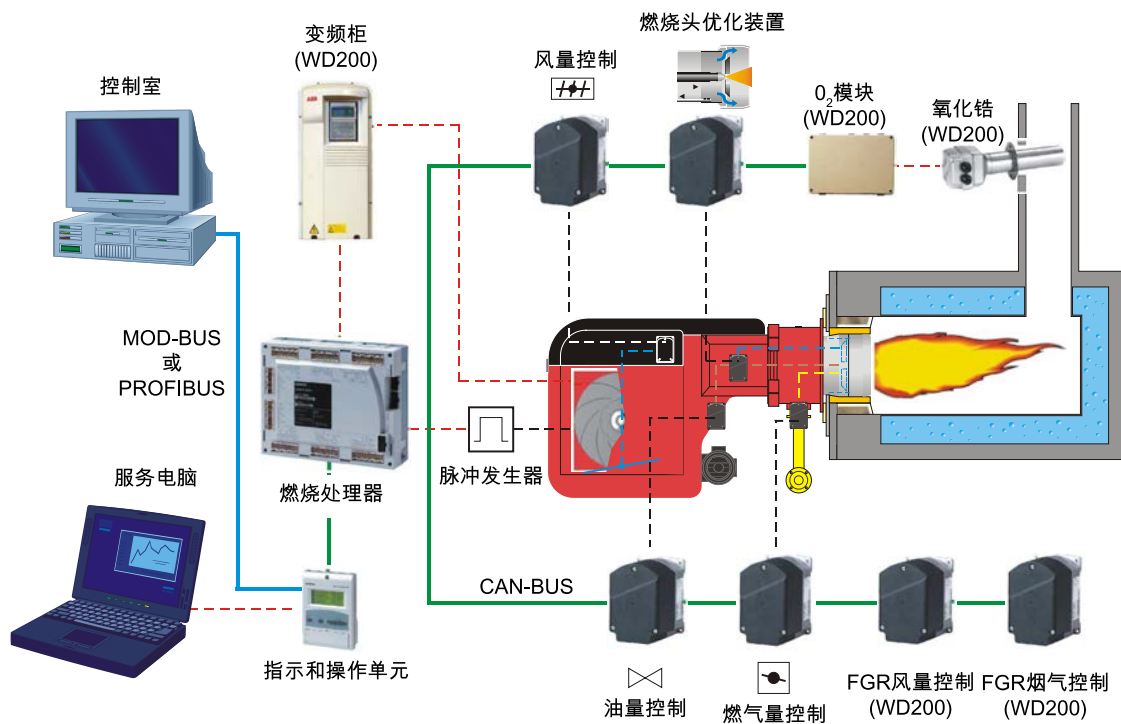 燃烧头优化装置
变频柜
(WD200)
风量控制
控制室
O₂模块
(WD200)
氧化锆
(WD200)
ABB
MOD-BUS
或
PROFIBUS
脉冲发生器
服务电脑
燃烧处理器
CAN-BUS
指示和操作单元
油量控制
燃气量控制
FGR风量控制
(WD200)
FGR烟气控制
(WD200)